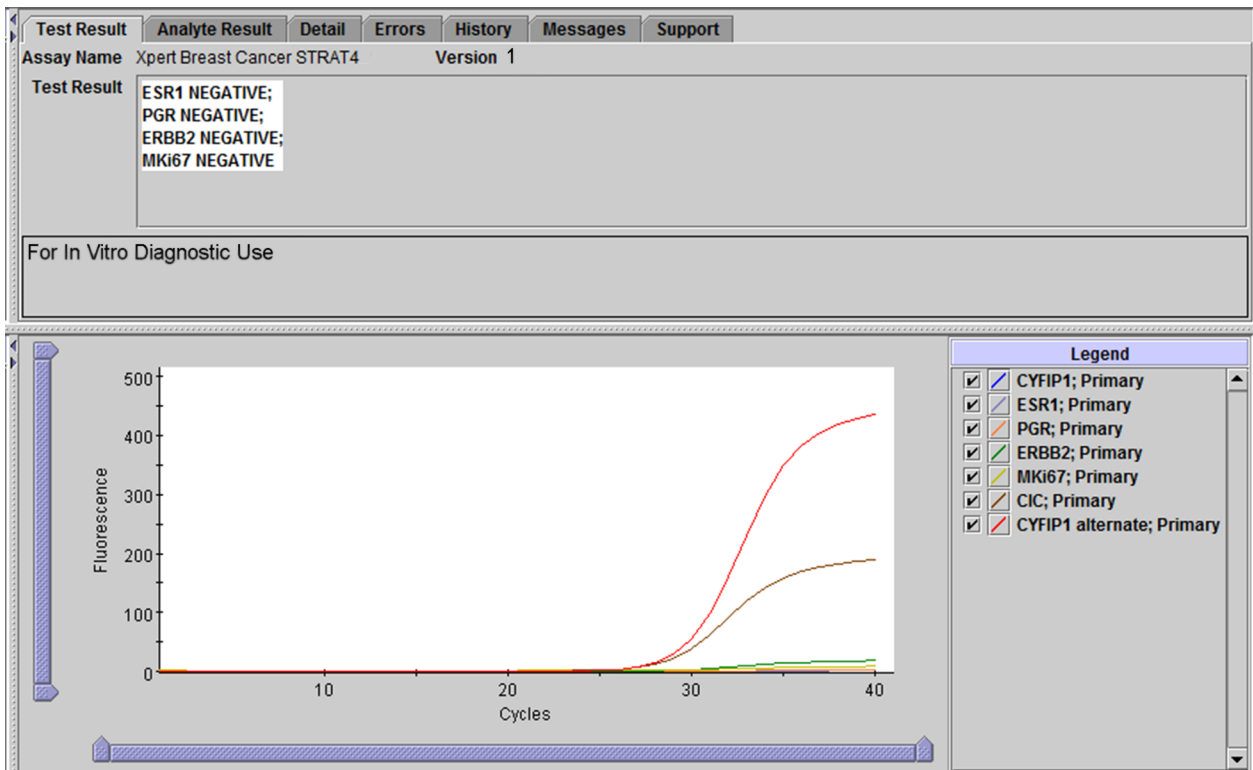 Test Result Analyte Result Detail Errors History Messages Support
Assay Name Xpert Breast Cancer STRAT4 Version 1
Test Result
ESR1 NEGATIVE;
PGR NEGATIVE;
ERBB2 NEGATIVE;
MKi67 NEGATIVE
For In Vitro Diagnostic Use
500
400
300
200
100
0
Fluorescence
10 20 30 40
Cycles
Legend
CYFIP1; Primary
ESR1; Primary
PGR; Primary
ERBB2; Primary
MKi67; Primary
CIC; Primary
CYFIP1 alternate; Primary